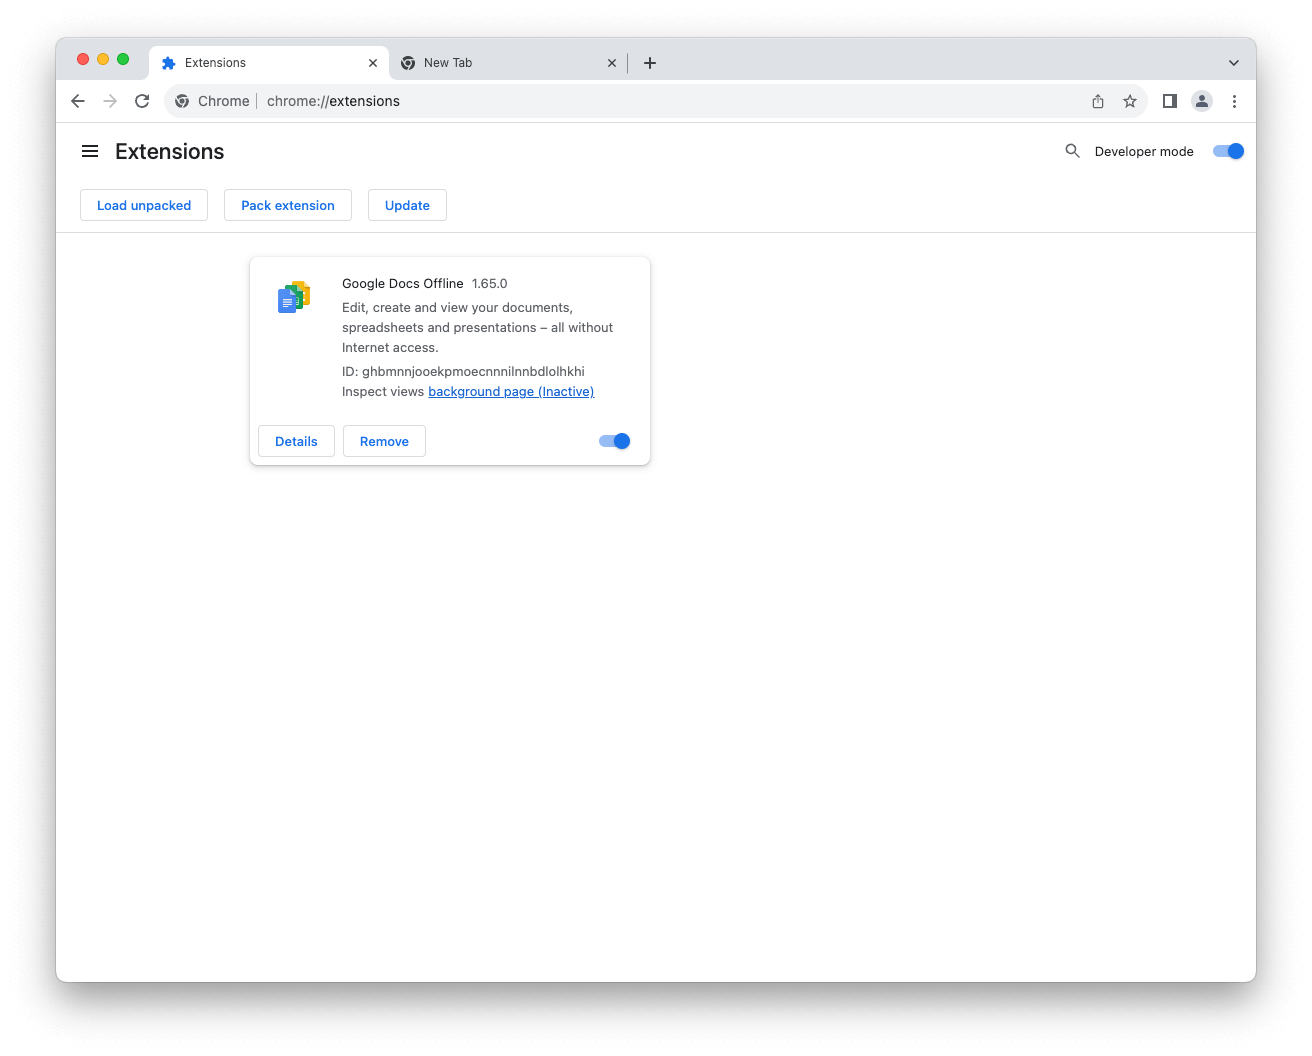 Extensions
New Tab
Chrome
chrome://extensions
Extensions
Developer mode
Load unpacked
Pack extension
Update
Google Docs Offline 1.65.0
Edit, create and view your documents,
spreadsheets and presentations – all without
Internet access.
ID: ghbmnnjooekpmoecnnnilnnbdlolhkhi
Inspect views background page (Inactive)
Details
Remove